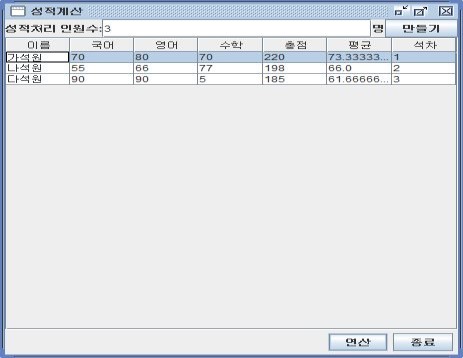 성적계산
성적처리 인원수:3 명 만들기
이름 국어 영어 수학 총점 평균 석차
가석원 70 80 70 220 73.33333... 1
나석원 55 66 77 198 66.0 2
다석원 90 90 5 185 61.66666... 3
연산 종료